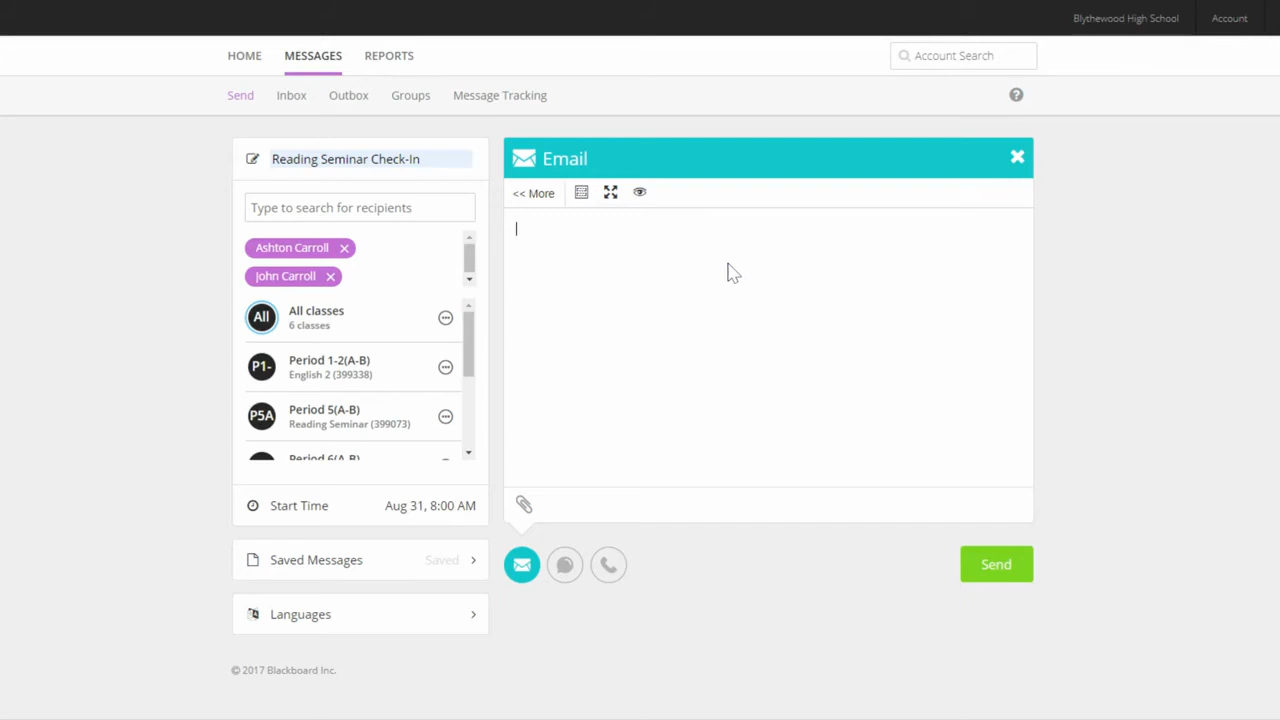 Blythewood High School
Account
HOME
MESSAGES
REPORTS
Account Search
Send
Inbox
Outbox
Groups
Message Tracking
?
Reading Seminar Check-In
Email
Type to search for recipients
<< More
Ashton Carroll
John Carroll
All
All classes
6 classes
P1-
Period 1-2(A-B)
English 2 (399338)
P5A
Period 5(A-B)
Reading Seminar (399073)
Period 6(A-B)
Start Time
Aug 31, 8:00 AM
Saved Messages
Saved
Send
Languages
© 2017 Blackboard Inc.